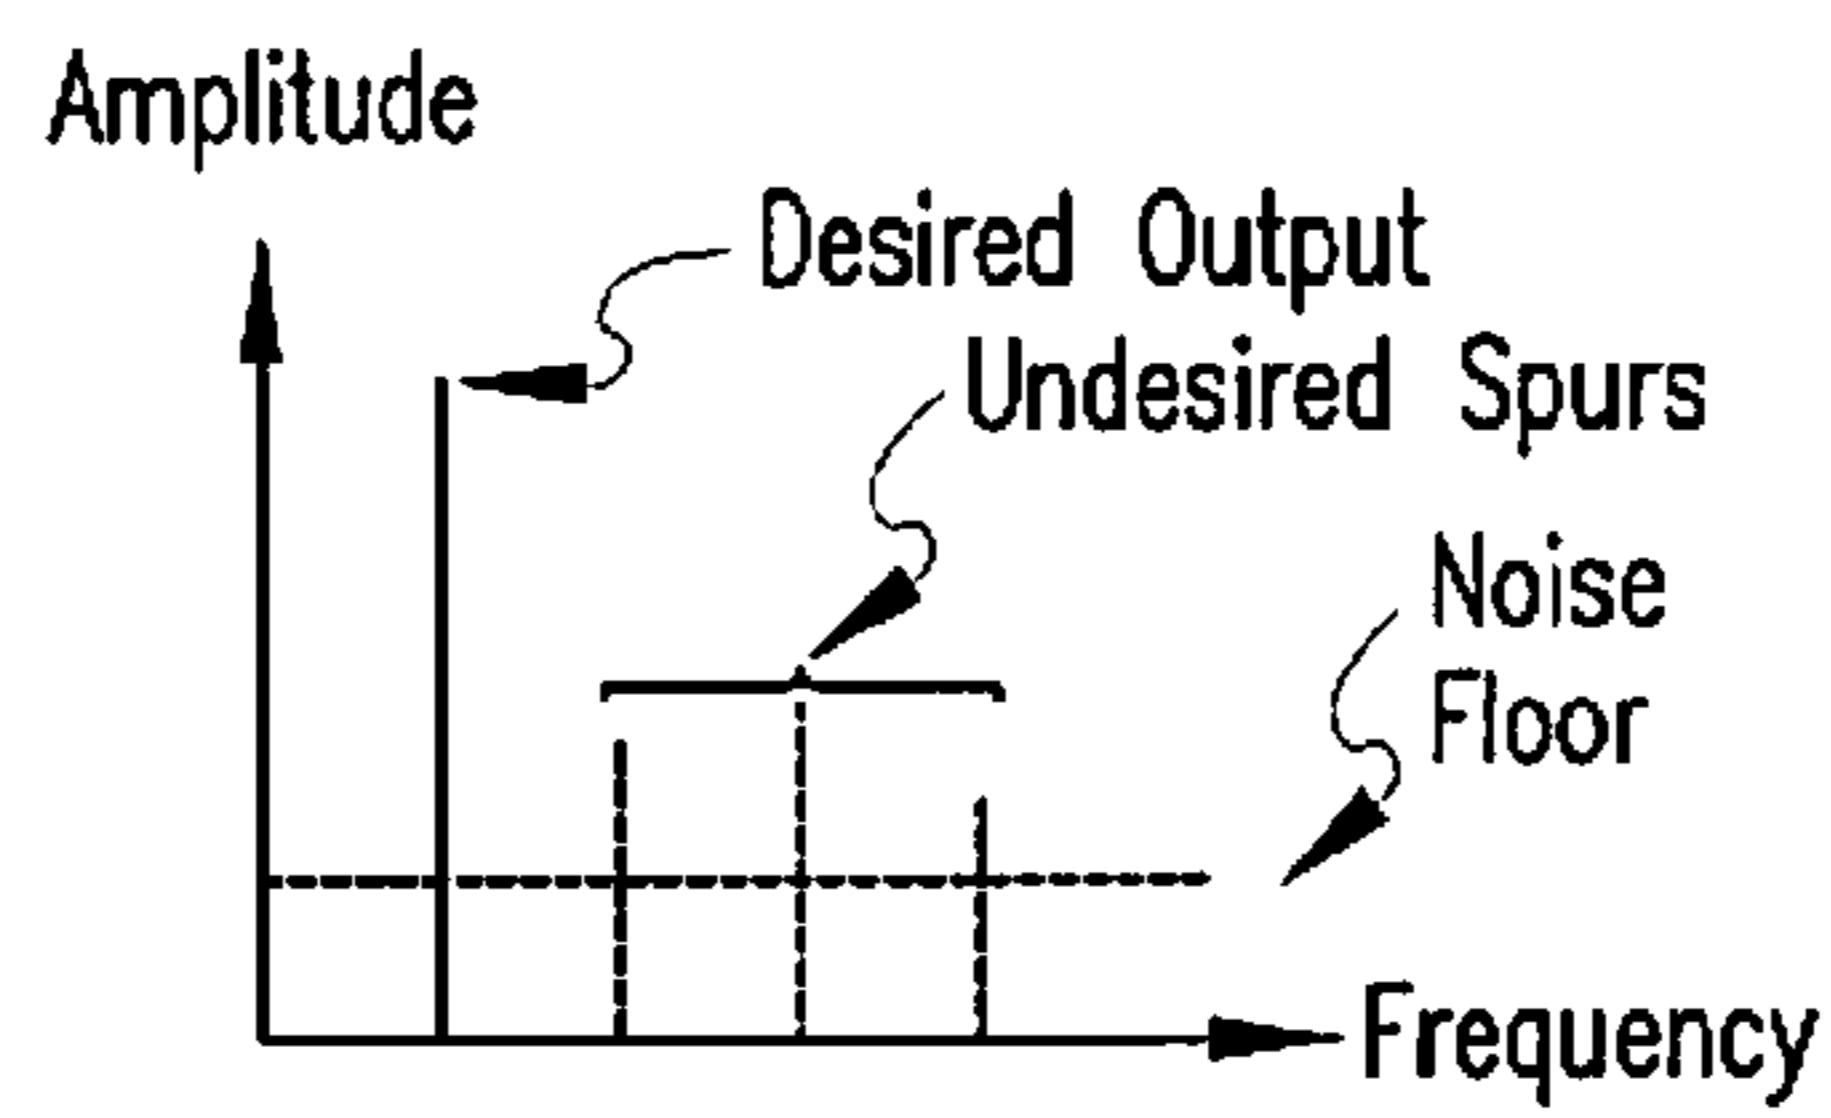 Amplitude
Desired Output
Undesired Spurs
Noise
Floor
Frequency